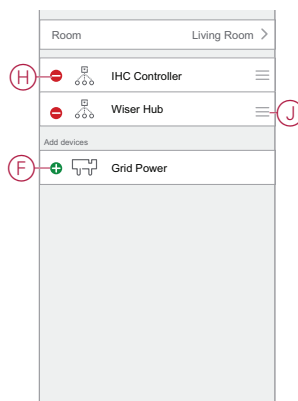 Room Living Room >
H IHC Controller
Wiser Hub J
Add devices
F Grid Power